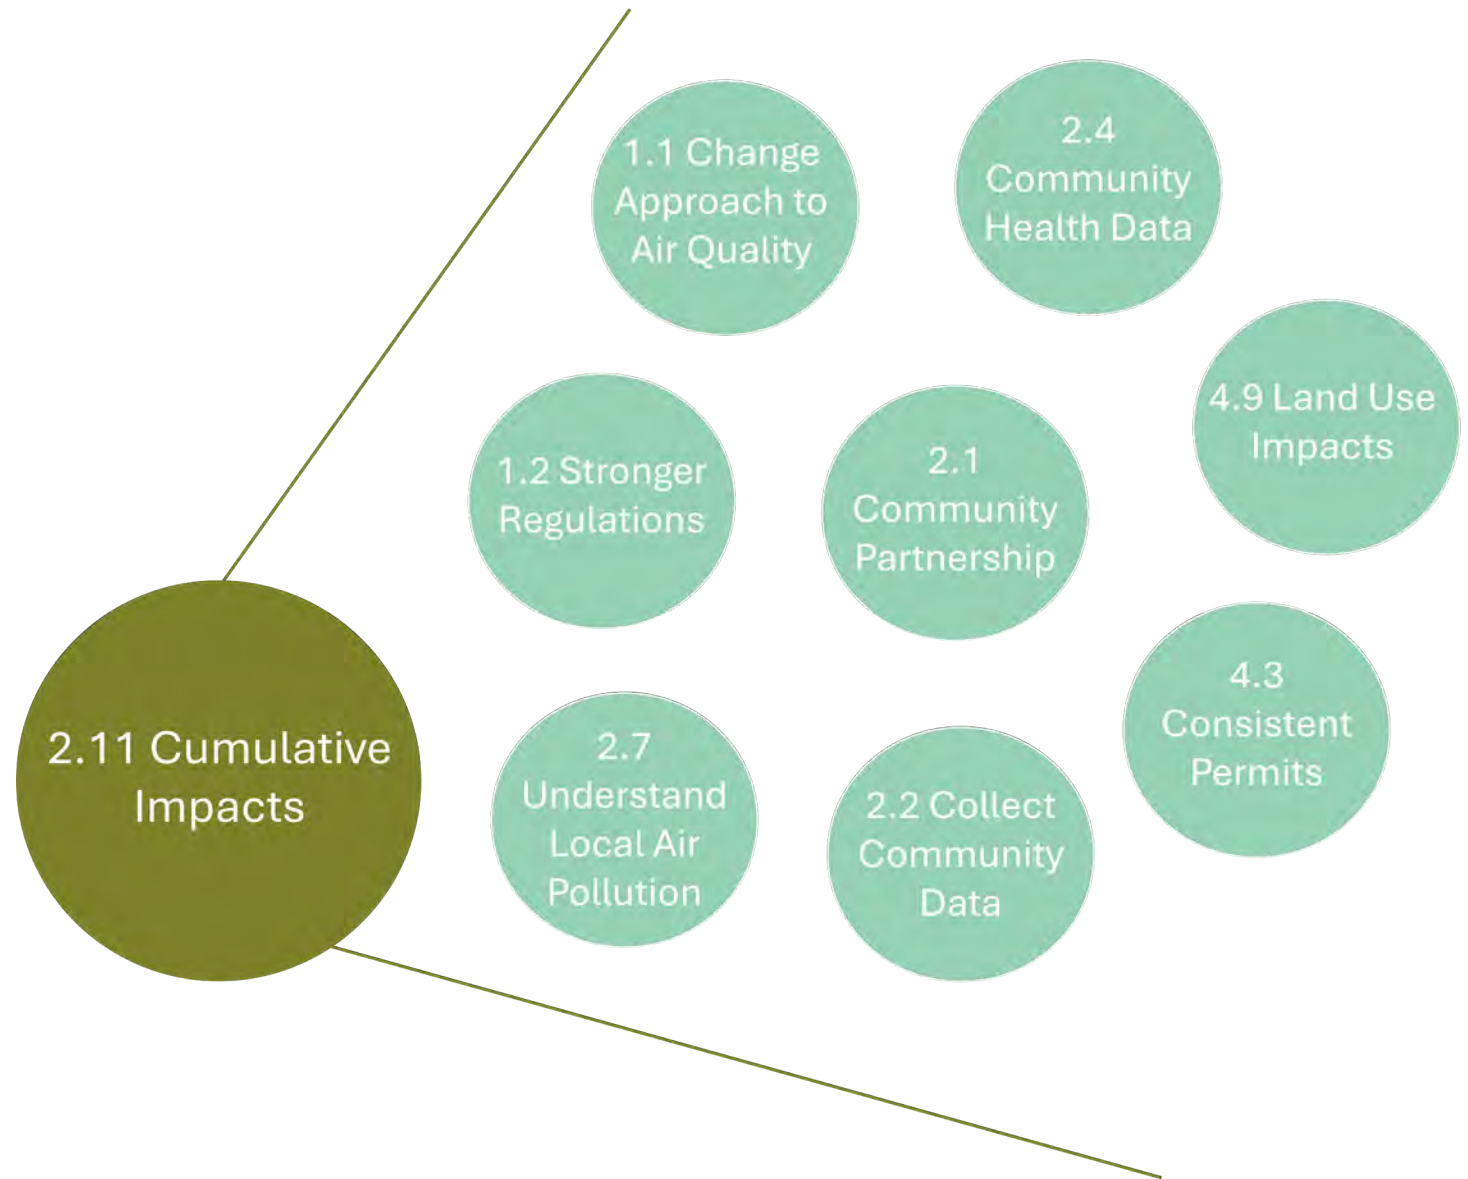 1.1 Change
Approach to
Air Quality
2.4
Community
Health Data
4.9 Land Use
Impacts
1.2 Stronger
Regulations
2.1
Community
Partnership
4.3
Consistent
Permits
2.11 Cumulative
Impacts
2.7
Understand
Local Air
Pollution
2.2 Collect
Community
Data